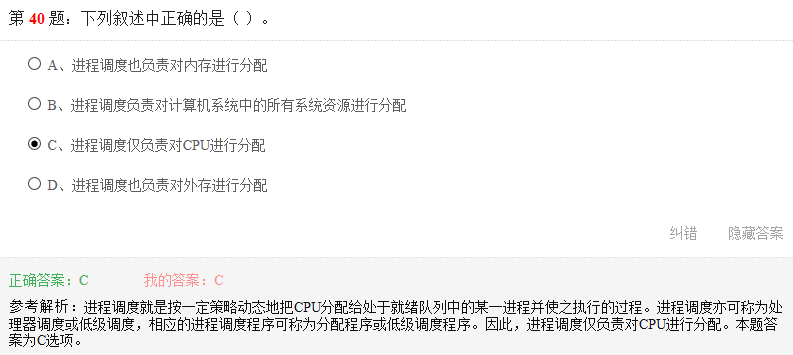 第 40 题：下列叙述中正确的是（ ）。
A、进程调度也负责对内存进行分配
B、进程调度负责对计算机系统中的所有系统资源进行分配
C、进程调度仅负责对CPU进行分配
D、进程调度也负责对外存进行分配
纠错 隐藏答案
正确答案：C 我的答案：C
参考解析：进程调度就是按一定策略动态地把CPU分配给处于就绪队列中的某一进程并使之执行的过程。进程调度亦可称为处
理器调度或低级调度，相应的进程调度程序可称为分配程序或低级调度程序。因此，进程调度仅负责对CPU进行分配。本题答
案为C选项。